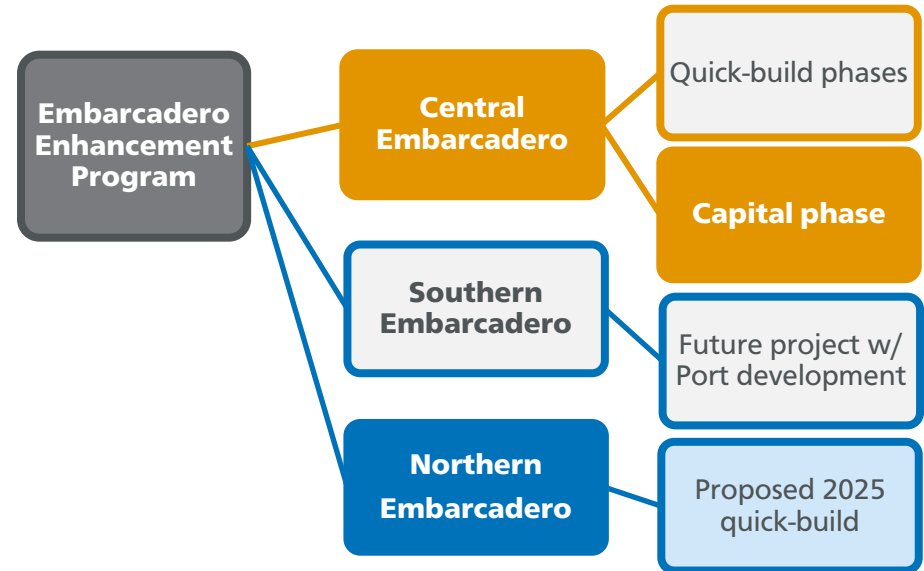 Embarcadero
Enhancement
Program
Central
Embarcadero
Quick-build phases
Capital phase
Southern
Embarcadero
Future project w/
Port development
Northern
Embarcadero
Proposed 2025
quick-build